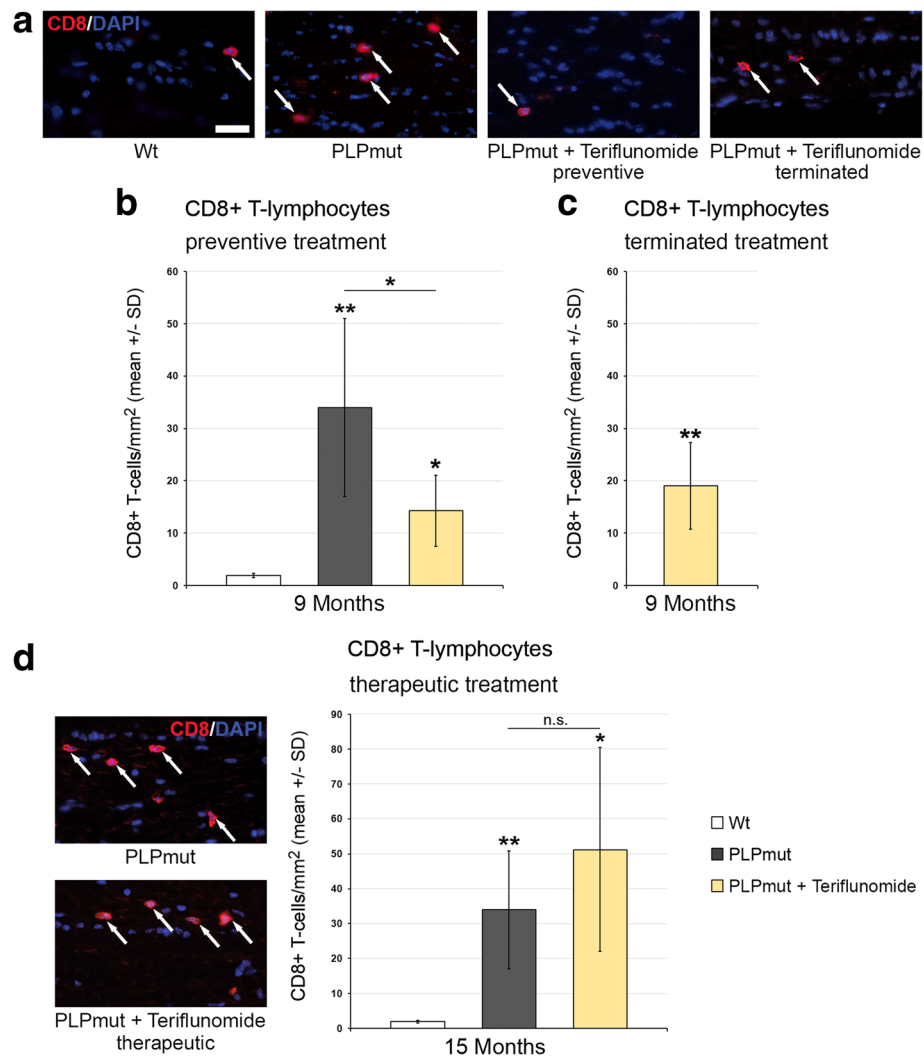 a
CD8/DAPI
Wt
PLPmut
PLPmut + Teriflunomide
preventive
PLPmut + Teriflunomide
terminated
b
CD8+ T-lymphocytes
preventive treatment
CD8+ T-cells/mm² (mean +/- SD)
60
50
40
30
20
10
0
**
*
*
9 Months
c
CD8+ T-lymphocytes
terminated treatment
CD8+ T-cells/mm² (mean +/- SD)
60
50
40
30
20
10
0
**
9 Months
d
CD8/DAPI
PLPmut
PLPmut + Teriflunomide
therapeutic
CD8+ T-lymphocytes
therapeutic treatment
CD8+ T-cells/mm² (mean +/- SD)
90
80
70
60
50
40
30
20
10
0
n.s.
**
*
15 Months
Wt
PLPmut
PLPmut + Teriflunomide